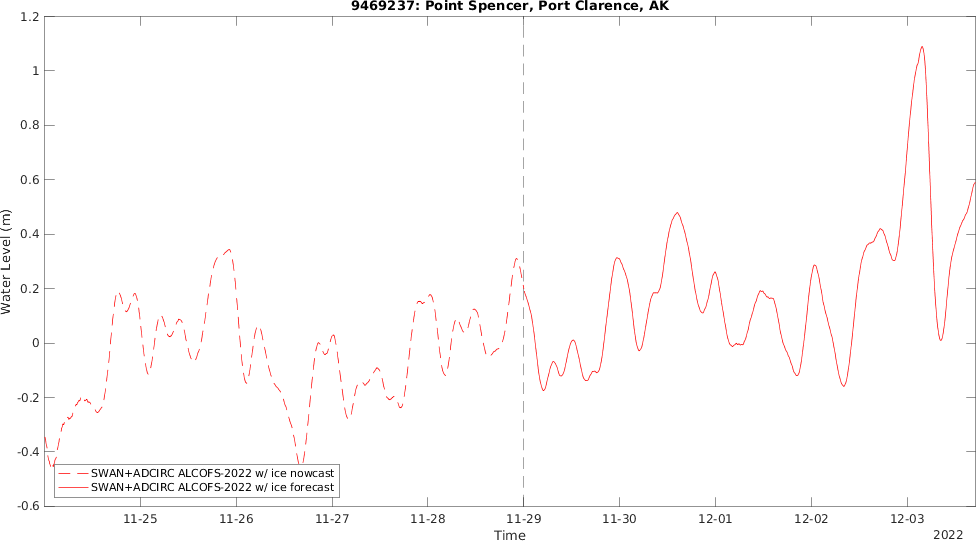 9469237: Point Spencer, Port Clarence, AK
1.2
1
0.8
0.6
0.4
0.2
0
-0.2
-0.4
-0.6
Water Level (m)
SWAN+ADCIRC ALCOFS-2022 w/ ice nowcast
SWAN+ADCIRC ALCOFS-2022 w/ ice forecast
11-25 11-26 11-27 11-28 11-29 11-30 12-01 12-02 12-03
Time
2022